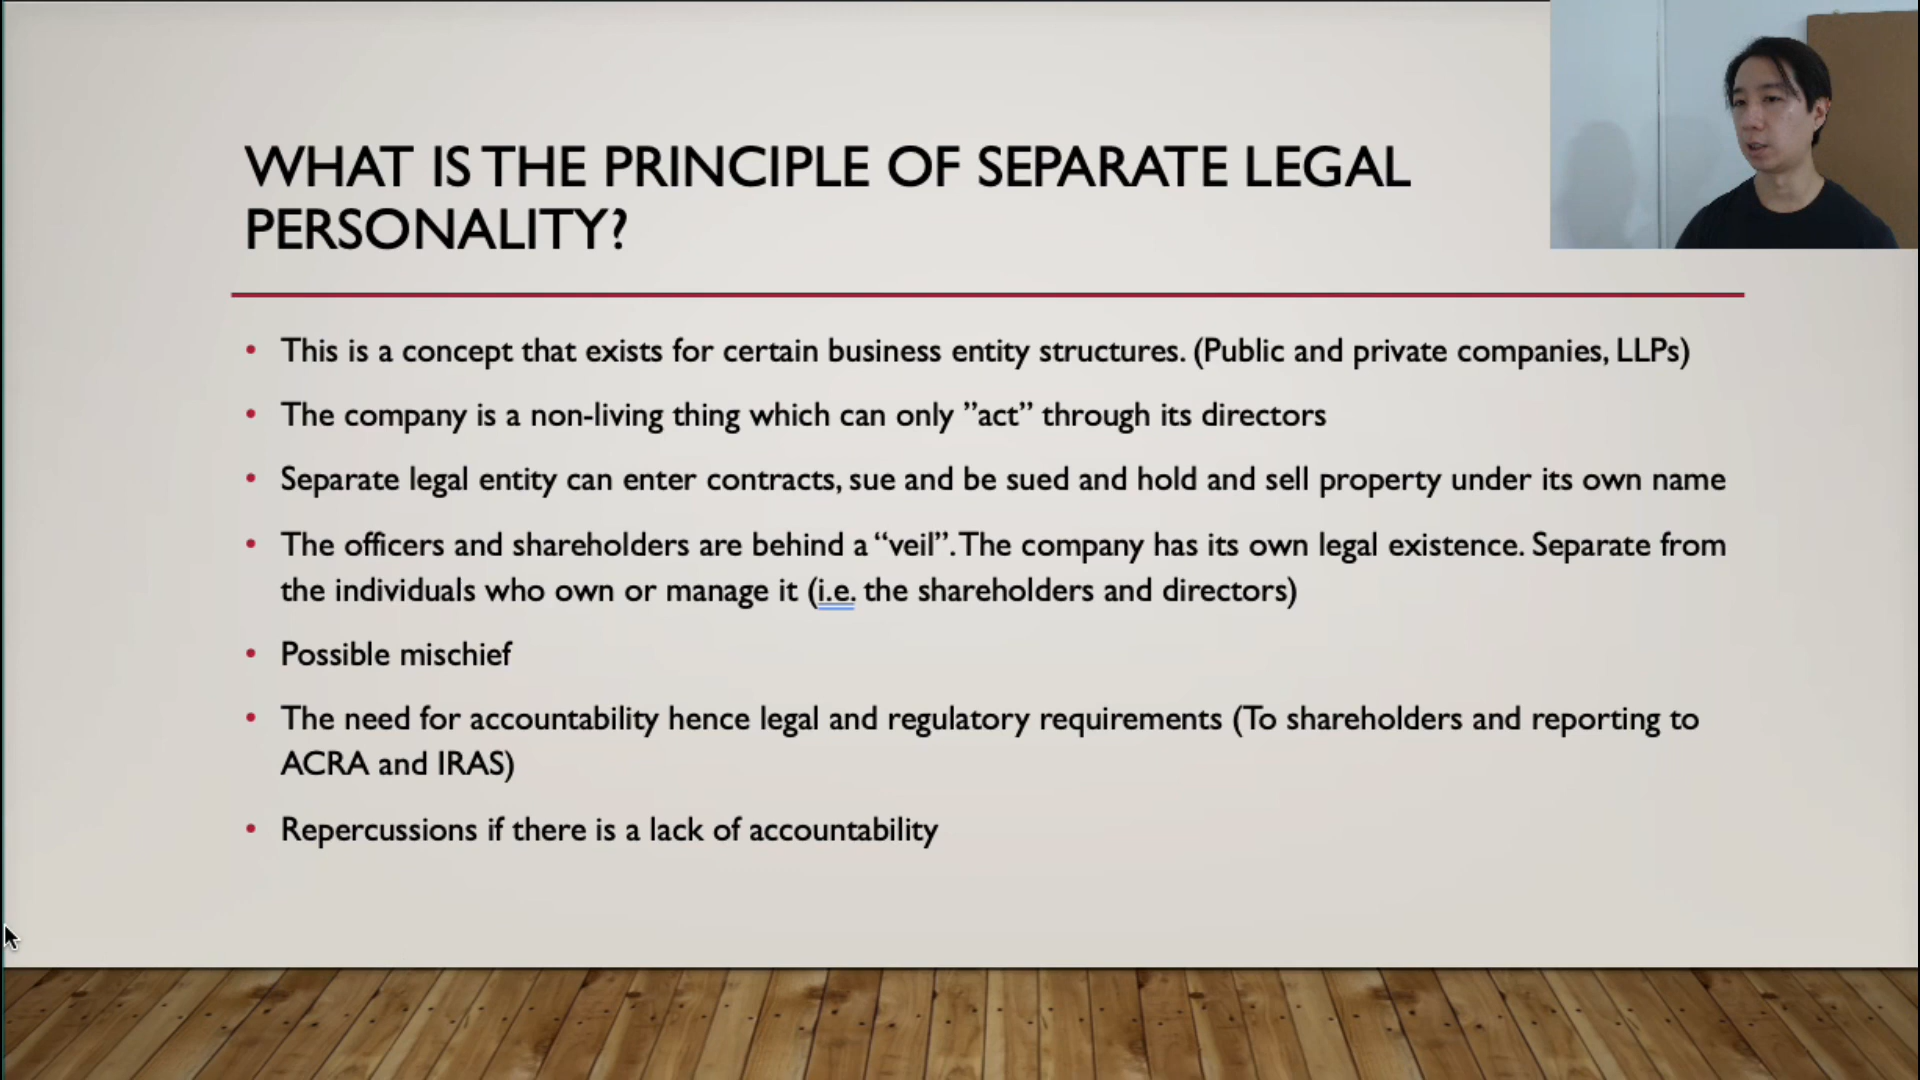 WHAT IS THE PRINCIPLE OF SEPARATE LEGAL
PERSONALITY?
• This is a concept that exists for certain business entity structures. (Public and private companies, LLPs)
• The company is a non-living thing which can only ”act” through its directors
• Separate legal entity can enter contracts, sue and be sued and hold and sell property under its own name
• The officers and shareholders are behind a “veil”. The company has its own legal existence. Separate from
the individuals who own or manage it (i.e. the shareholders and directors)
• Possible mischief
• The need for accountability hence legal and regulatory requirements (To shareholders and reporting to
ACRA and IRAS)
• Repercussions if there is a lack of accountability